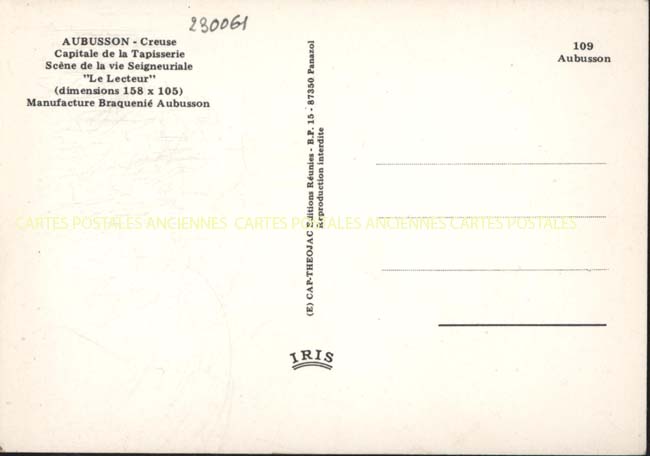 230061
AUBUSSON - Creuse
Capitale de la Tapisserie
Scène de la vie Seigneuriale
"Le Lecteur"
(dimensions 158 x 105)
Manufacture Braquenié Aubusson
109
Aubusson
(E) CAP-THEOJAC Editions Réunies - B.P. 15 - 87350 Panazol
Reproduction interdite
CARTES POSTALES ANCIENNES CARTES POSTALES ANCIENNES CARTES POSTALES ANCIENNES
IRIS